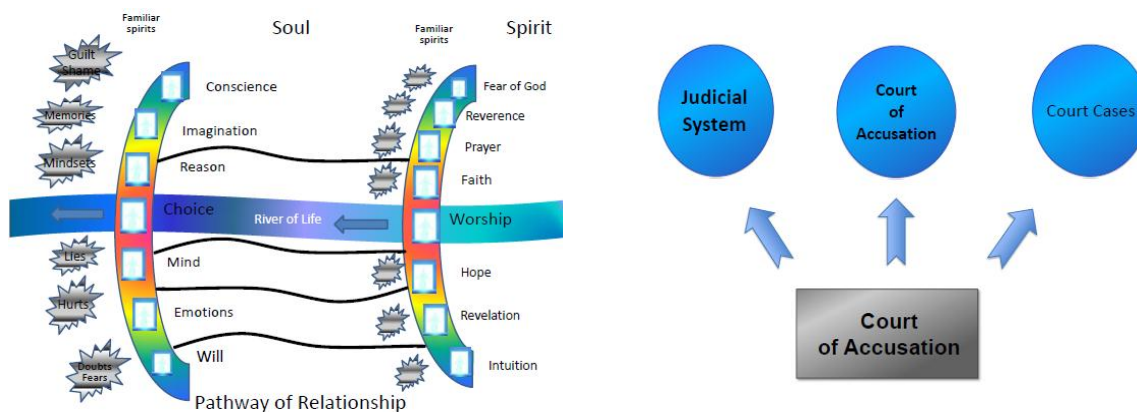 Familiar
spirits
Soul
Familiar
spirits
Spirit
Guilt
Shame
Memories
Mindsets
Lies
Hurts
Doubts
Fears
Conscience
Imagination
Reason
Choice
Mind
Emotions
Will
River of Life
Fear of God
Reverence
Prayer
Faith
Worship
Hope
Revelation
Intuition
Pathway of Relationship
Judicial
System
Court
of
Accusation
Court Cases
Court
of Accusation